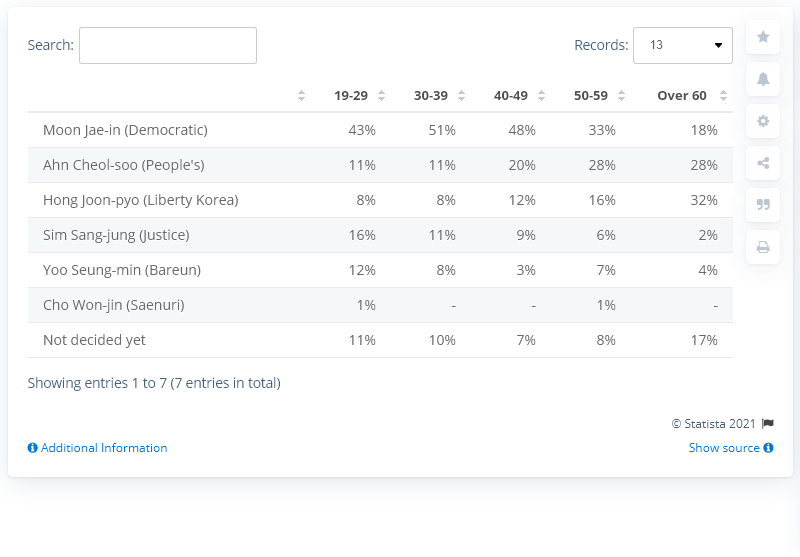 Search:
Records: 13
19-29 30-39 40-49 50-59 Over 60
Moon Jae-in (Democratic) 43% 51% 48% 33% 18%
Ahn Cheol-soo (People's) 11% 11% 20% 28% 28%
Hong Joon-pyo (Liberty Korea) 8% 8% 12% 16% 32%
Sim Sang-jung (Justice) 16% 11% 9% 6% 2%
Yoo Seung-min (Bareun) 12% 8% 3% 7% 4%
Cho Won-jin (Saenuri) 1% - - 1% -
Not decided yet 11% 10% 7% 8% 17%
Showing entries 1 to 7 (7 entries in total)
© Statista 2021
Additional Information
Show source